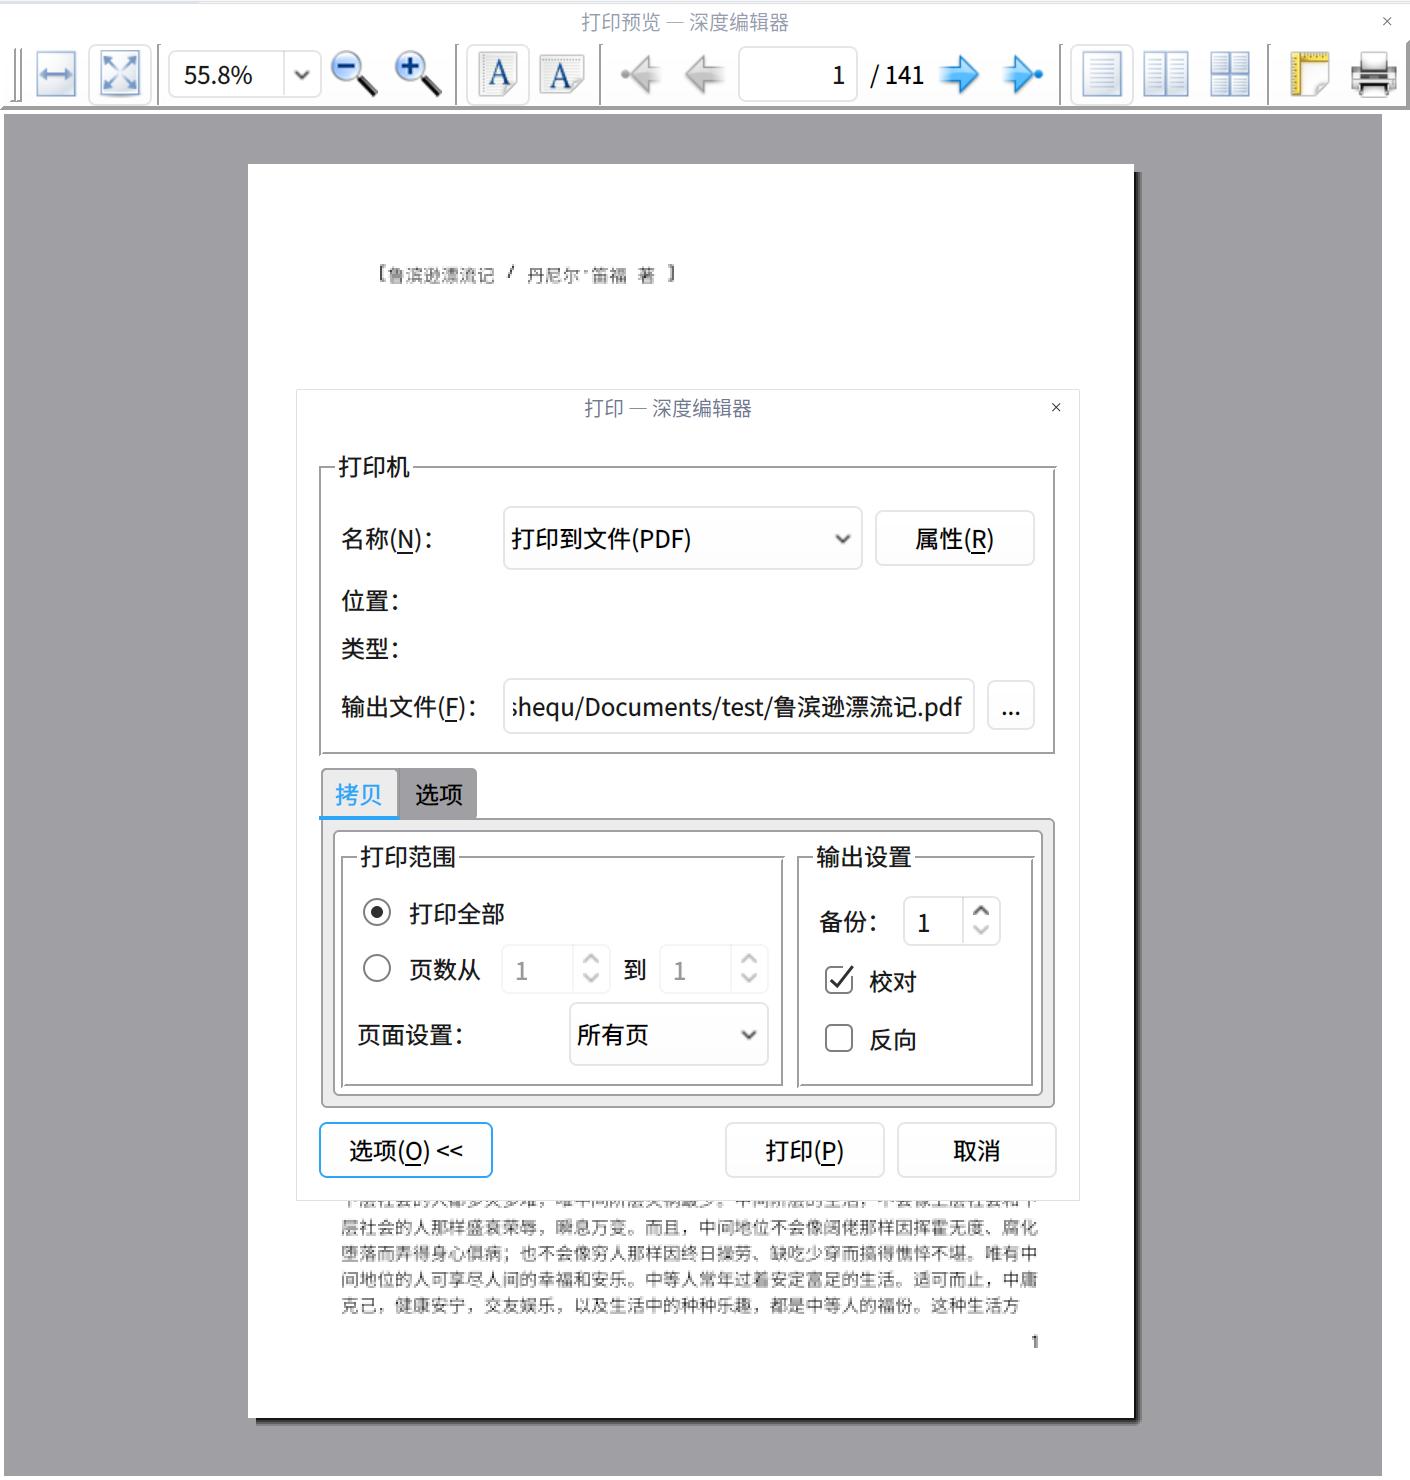 打印预览 — 深度编辑器
55.8%
A
A
1 / 141
[鲁滨逊漂流记 / 丹尼尔·笛福 著 ]
打印 — 深度编辑器
打印机
名称(N)： 打印到文件(PDF) 属性(R)
位置：
类型：
输出文件(F)： shequ/Documents/test/鲁滨逊漂流记.pdf ...
拷贝 选项
打印范围
打印全部
页数从 1 到 1
页面设置： 所有页
输出设置
备份： 1
校对
反向
选项(O) << 打印(P) 取消
层社会的人那样盛衰荣辱，瞬息万变。而且，中间地位不会像阔佬那样因挥霍无度、腐化
堕落而弄得身心俱病；也不会像穷人那样因终日操劳、缺吃少穿而搞得憔悴不堪。唯有中
间地位的人可享尽人间的幸福和安乐。中等人常年过着安定富足的生活。适可而止，中庸
克己，健康安宁，交友娱乐，以及生活中的种种乐趣，都是中等人的福份。这种生活方
1